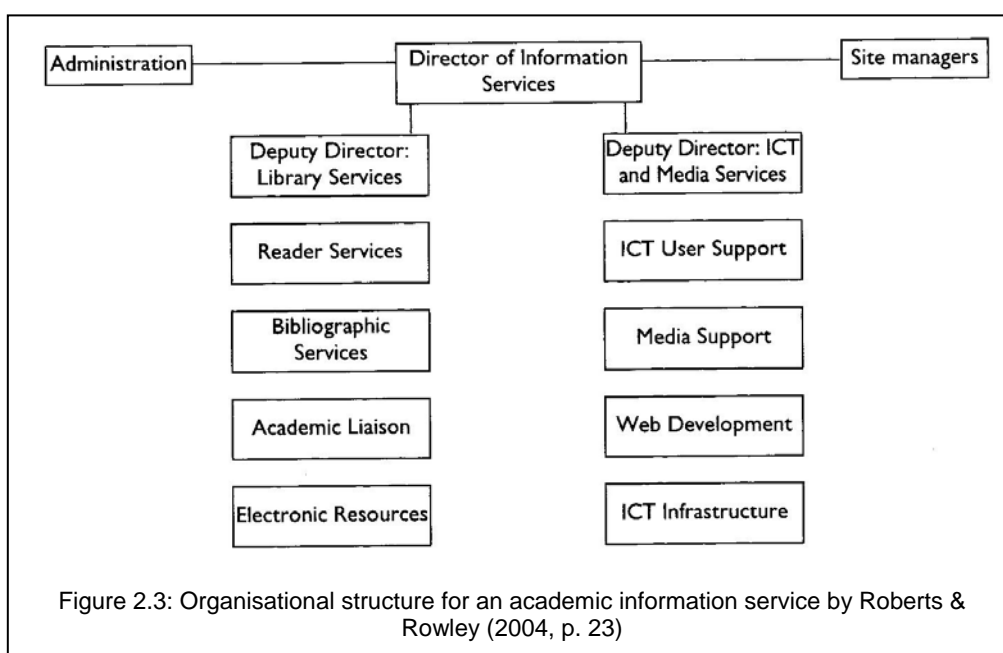 Administration
Director of Information
Services
Site managers
Deputy Director:
Library Services
Deputy Director: ICT
and Media Services
Reader Services
ICT User Support
Bibliographic
Services
Media Support
Academic Liaison
Web Development
Electronic Resources
ICT Infrastructure
Figure 2.3: Organisational structure for an academic information service by Roberts &
Rowley (2004, p. 23)